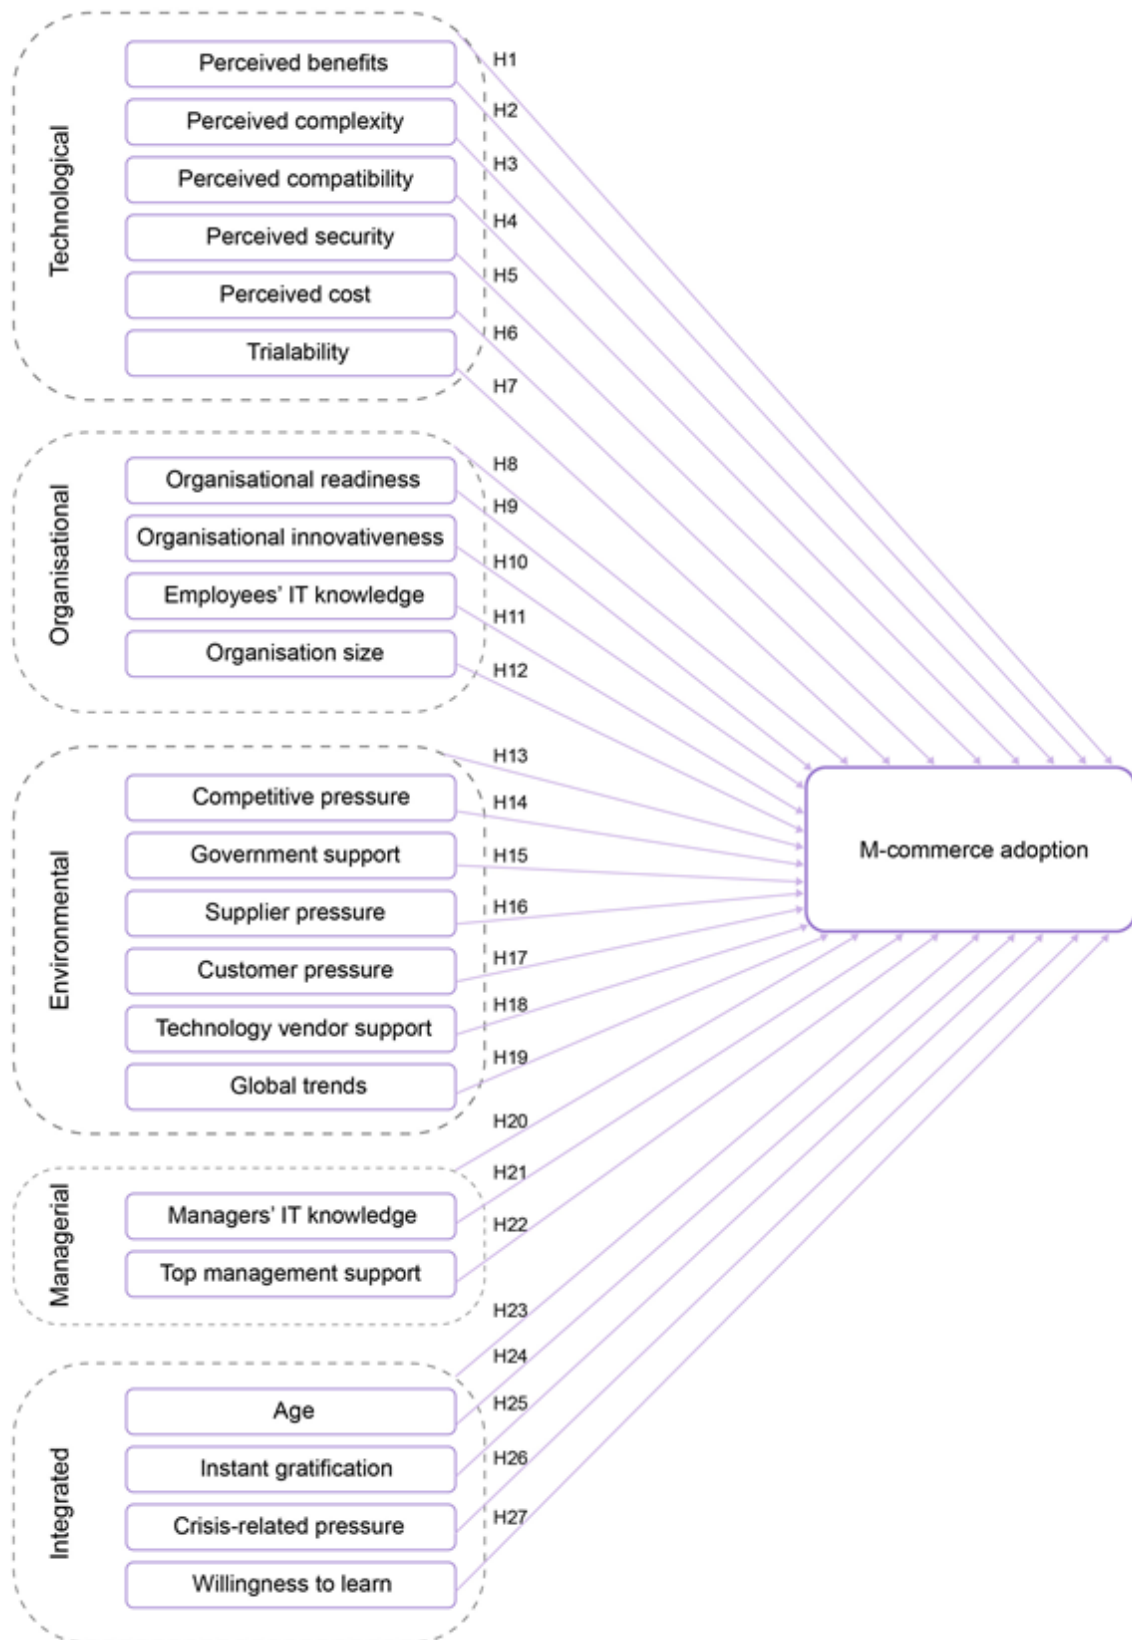 Technological
Perceived benefits
Perceived complexity
Perceived compatibility
Perceived security
Perceived cost
Trialability
H1
H2
H3
H4
H5
H6
H7
Organisational
Organisational readiness
Organisational innovativeness
Employees' IT knowledge
Organisation size
H8
H9
H10
H11
H12
Environmental
Competitive pressure
Government support
Supplier pressure
Customer pressure
Technology vendor support
Global trends
H13
H14
H15
H16
H17
H18
H19
Managerial
Managers' IT knowledge
Top management support
H20
H21
H22
Integrated
Age
Instant gratification
Crisis-related pressure
Willingness to learn
H23
H24
H25
H26
H27
M-commerce adoption